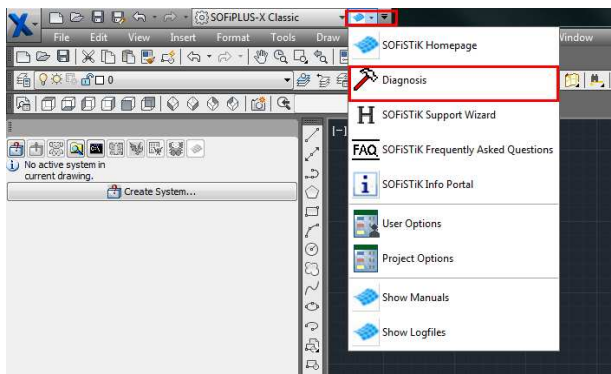 SOFiPLUS-X Classic
File Edit View Insert Format Tools Draw Window
SOFiSTiK Homepage
Diagnosis
0
H SOFiSTiK Support Wizard
[-]
FAQ SOFiSTiK Frequently Asked Questions
No active system in
current drawing.
i SOFiSTiK Info Portal
Create System...
User Options
Project Options
Show Manuals
Show Logfiles